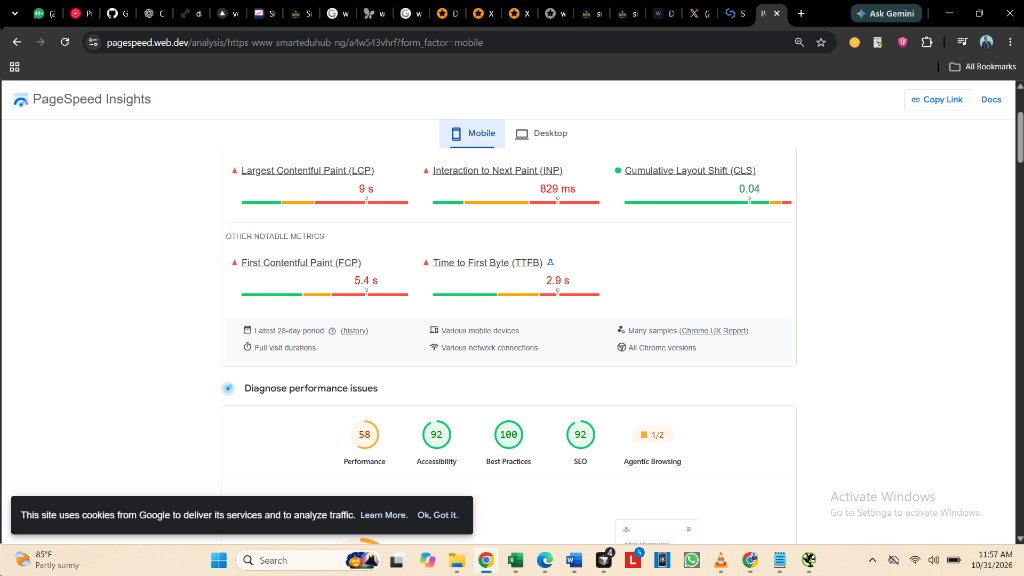 Ask Gemini
pagespeed.web.dev/analysis/https-www-smarteduhub-ng/a4w543vhrf?form_factor=mobile
All Bookmarks
PageSpeed Insights
Copy Link
Docs
Mobile
Desktop
Largest Contentful Paint (LCP)
9 s
Interaction to Next Paint (INP)
829 ms
Cumulative Layout Shift (CLS)
0.04
OTHER NOTABLE METRICS
First Contentful Paint (FCP)
5.4 s
Time to First Byte (TTFB)
2.9 s
Latest 28-day period (history)
Various mobile devices
Many samples (Chrome UX Report)
Full visit durations
Various network connections
All Chrome versions
Diagnose performance issues
58
92
100
92
1/2
Performance
Accessibility
Best Practices
SEO
Agentic Browsing
This site uses cookies from Google to deliver its services and to analyze traffic. Learn More. Ok, Got it.
Activate Windows
Go to Settings to activate Windows.
85°F
Partly sunny
Search
4
5
11:57 AM
10/31/2026